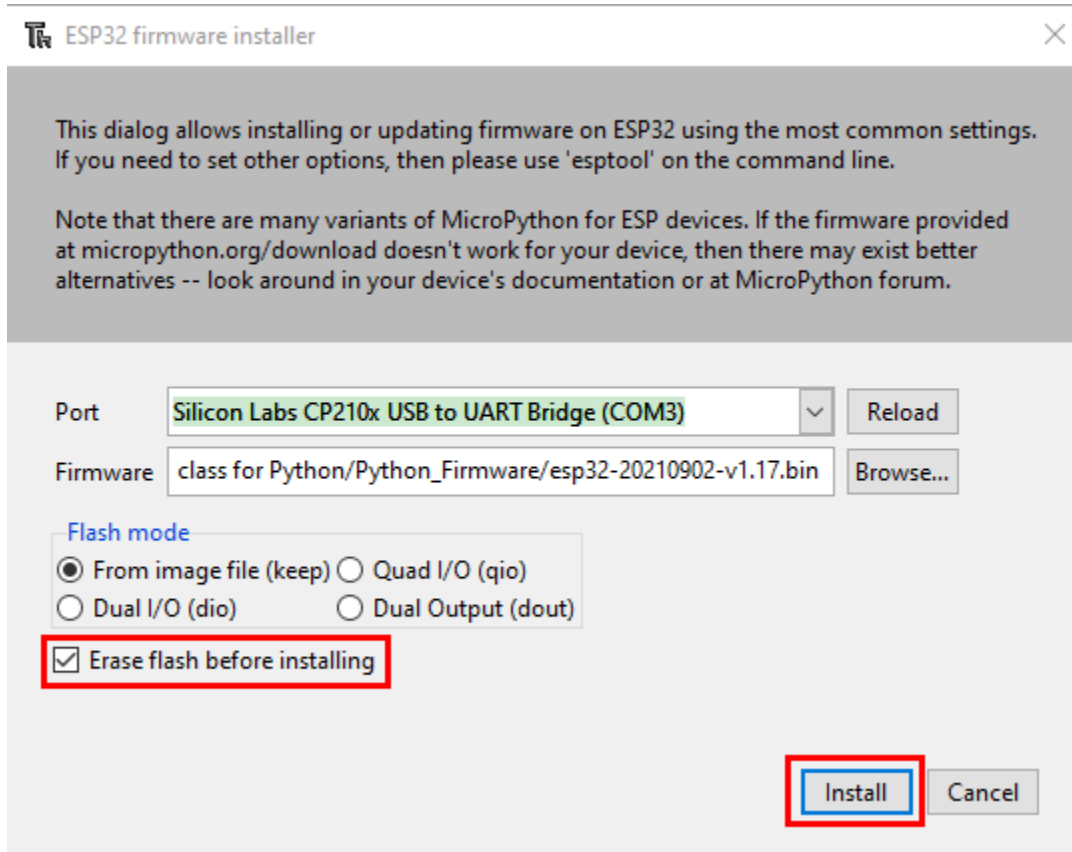 ESP32 firmware installer
This dialog allows installing or updating firmware on ESP32 using the most common settings.
If you need to set other options, then please use 'esptool' on the command line.
Note that there are many variants of MicroPython for ESP devices. If the firmware provided
at micropython.org/download doesn't work for your device, then there may exist better
alternatives -- look around in your device's documentation or at MicroPython forum.
Port Silicon Labs CP210x USB to UART Bridge (COM3) Reload
Firmware class for Python/Python_Firmware/esp32-20210902-v1.17.bin Browse...
Flash mode
From image file (keep) Quad I/O (qio)
Dual I/O (dio) Dual Output (dout)
Erase flash before installing
Install Cancel